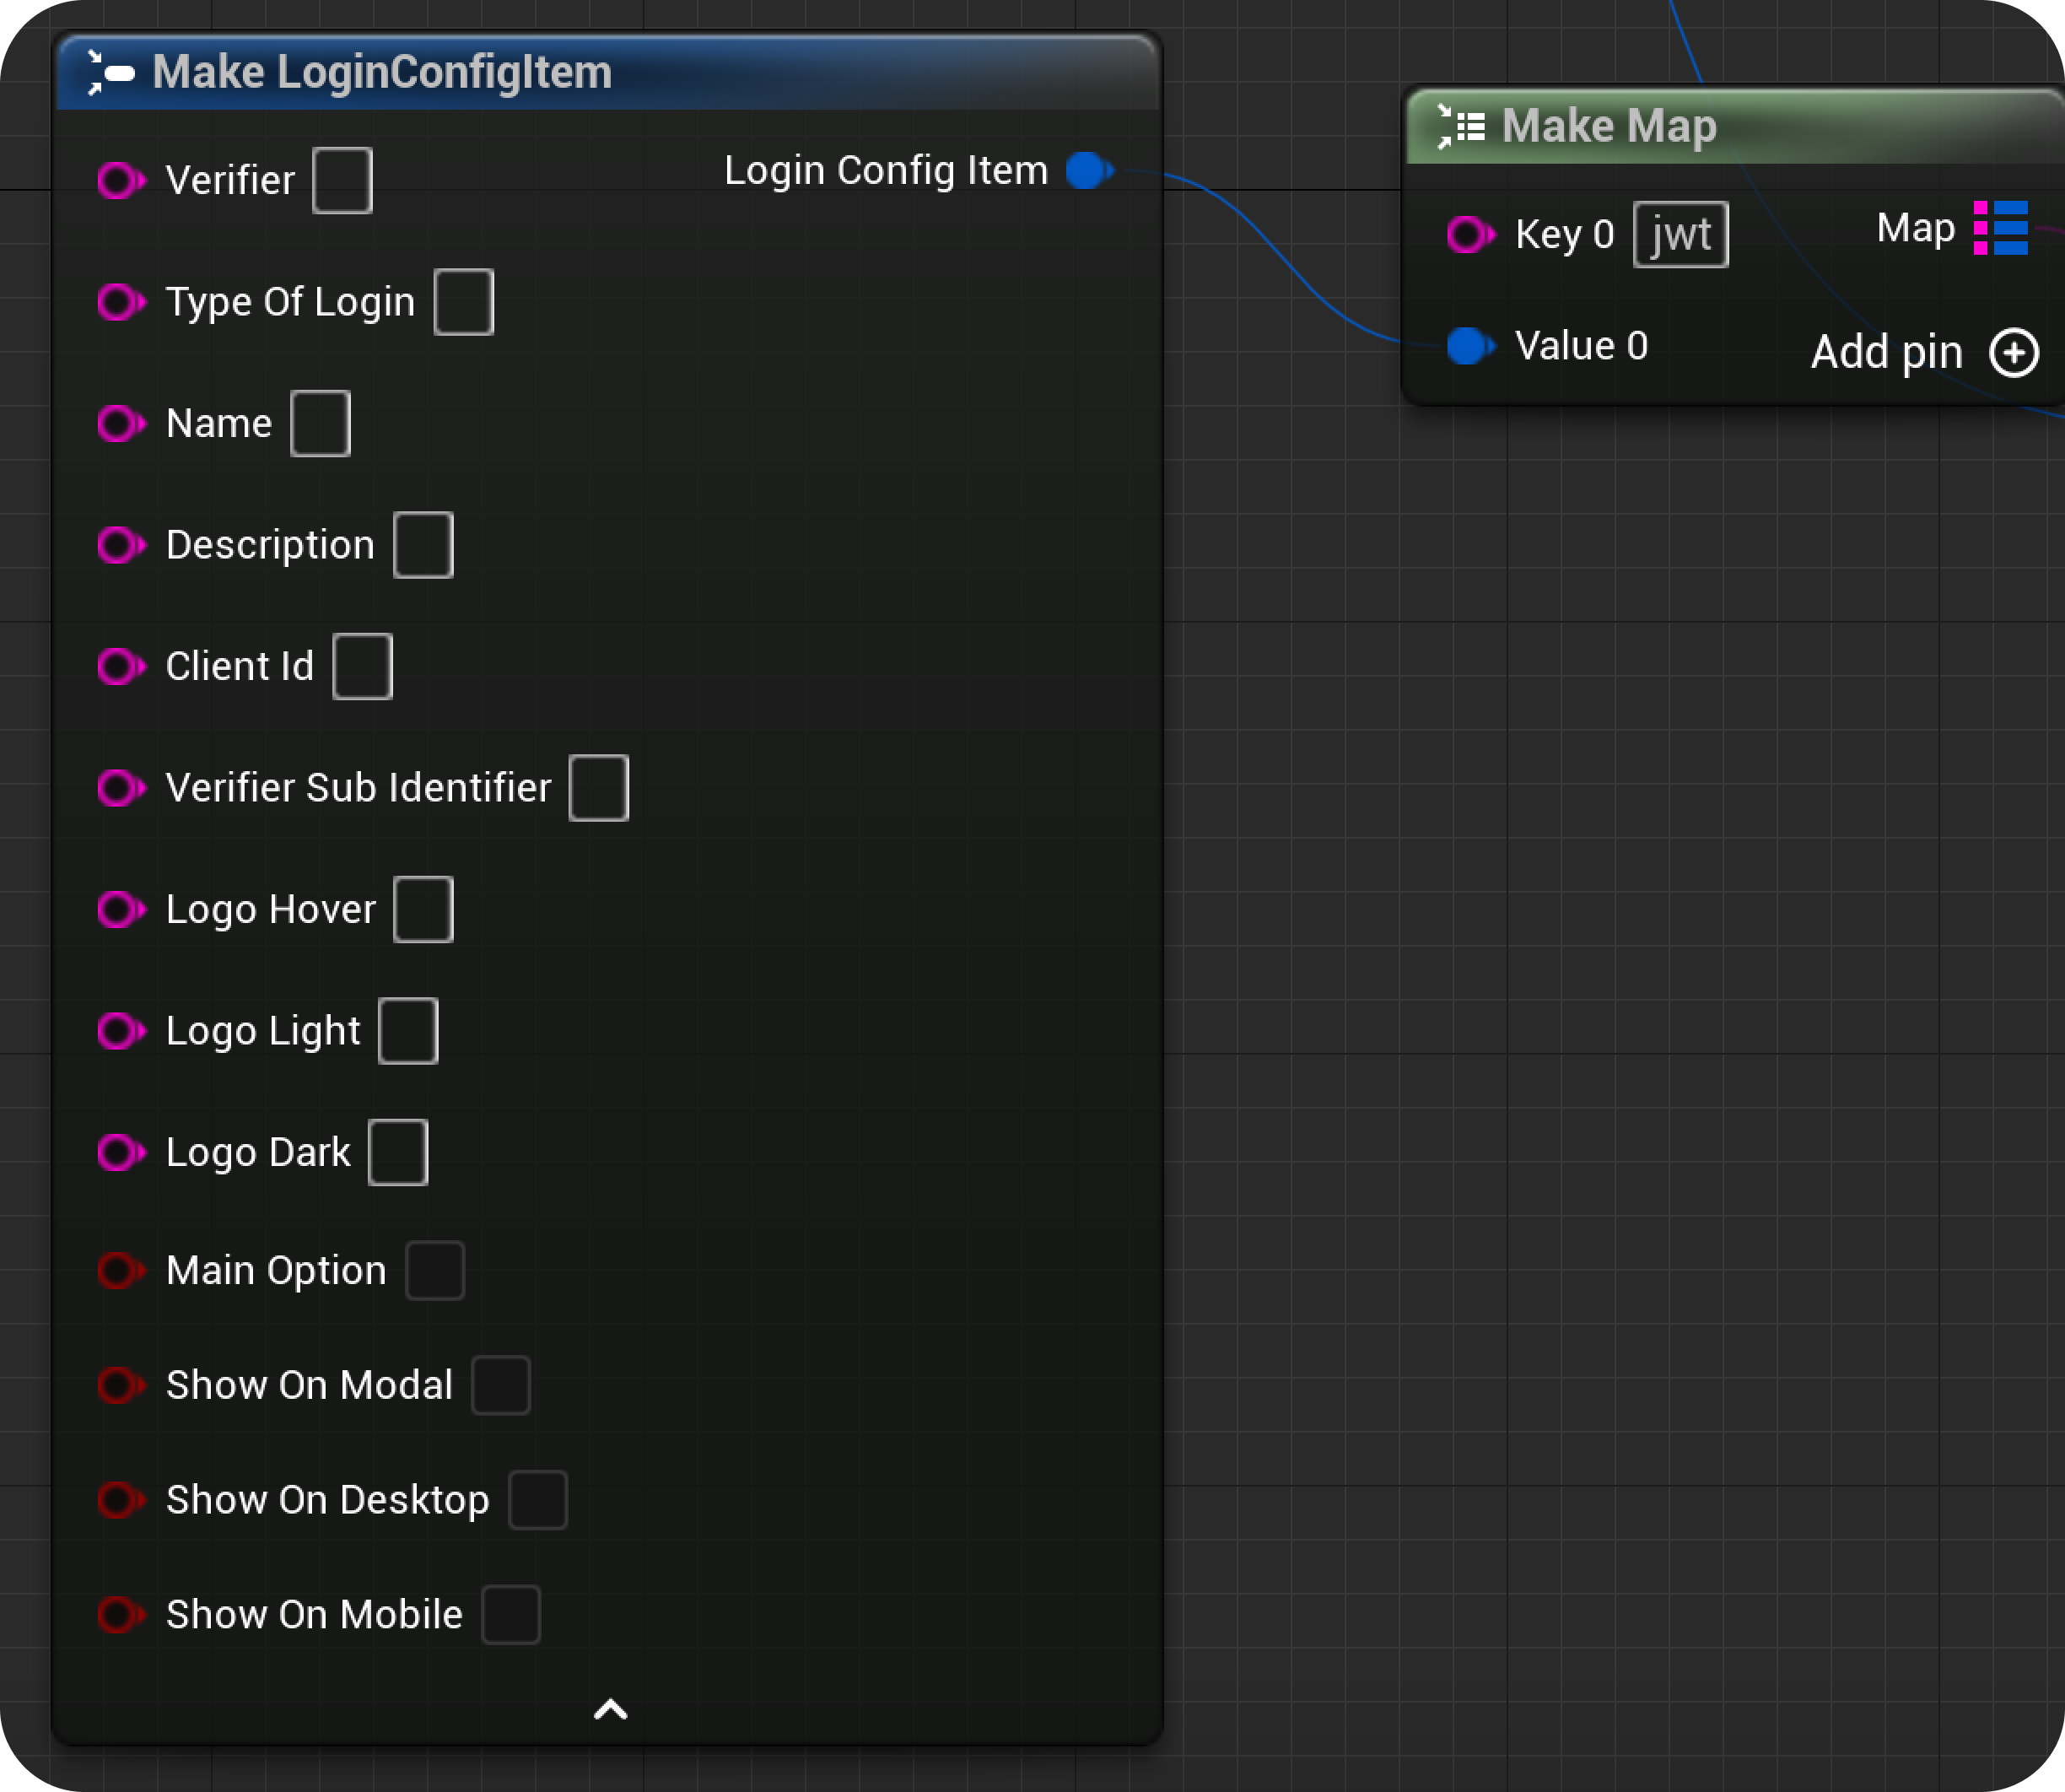 Make LoginConfigItem
Verifier
Login Config Item
Type Of Login
Name
Description
Client Id
Verifier Sub Identifier
Logo Hover
Logo Light
Logo Dark
Main Option
Show On Modal
Show On Desktop
Show On Mobile
Make Map
Key 0 jwt
Map
Value 0
Add pin